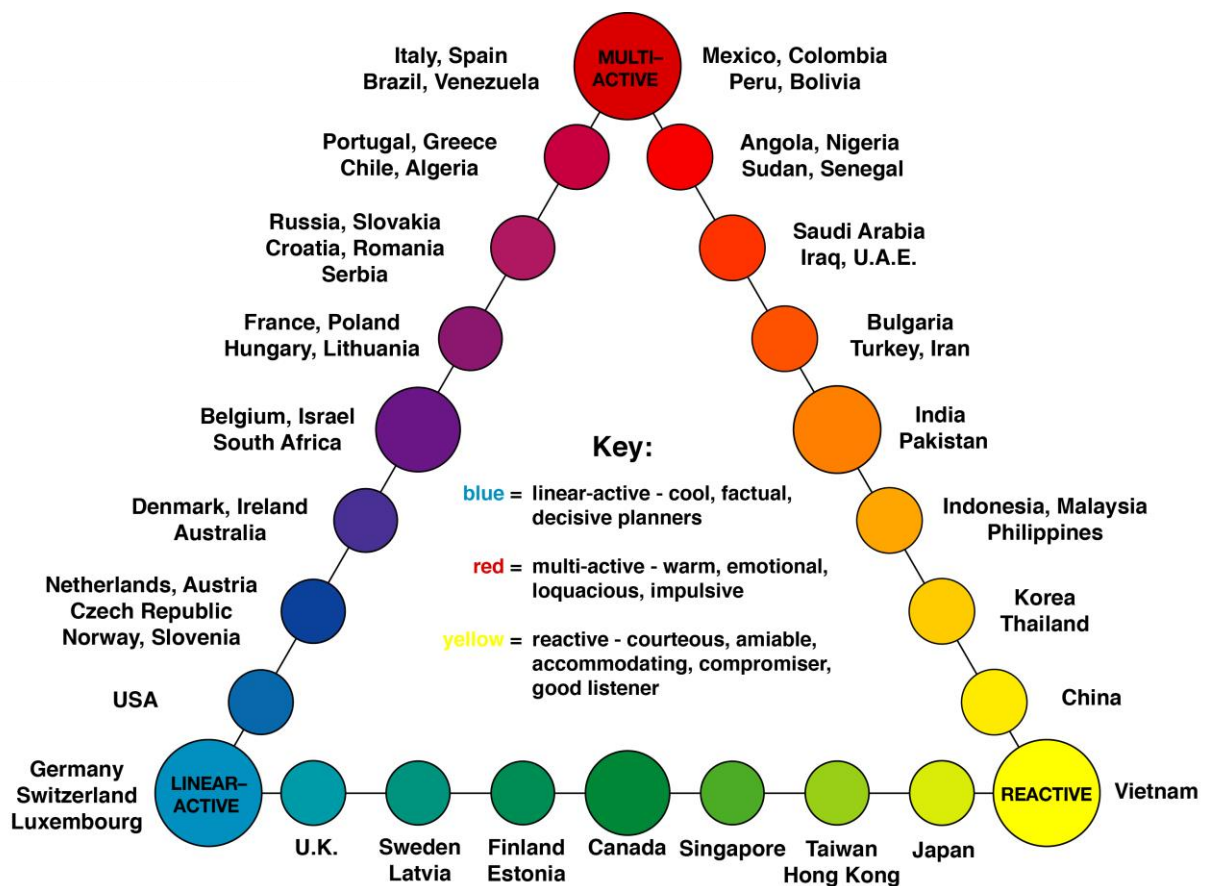 Italy, Spain
Brazil, Venezuela
MULTI–
ACTIVE
Mexico, Colombia
Peru, Bolivia
Portugal, Greece
Chile, Algeria
Angola, Nigeria
Sudan, Senegal
Russia, Slovakia
Croatia, Romania
Serbia
Saudi Arabia
Iraq, U.A.E.
France, Poland
Hungary, Lithuania
Bulgaria
Turkey, Iran
Belgium, Israel
South Africa
India
Pakistan
Key:
blue = linear-active - cool, factual,
decisive planners
red = multi-active - warm, emotional,
loquacious, impulsive
yellow = reactive - courteous, amiable,
accommodating, compromiser,
good listener
Denmark, Ireland
Australia
Indonesia, Malaysia
Philippines
Netherlands, Austria
Czech Republic
Norway, Slovenia
Korea
Thailand
USA
China
Germany
Switzerland
Luxembourg
LINEAR–
ACTIVE
REACTIVE
Vietnam
U.K.
Sweden
Latvia
Finland
Estonia
Canada
Singapore
Taiwan
Hong Kong
Japan